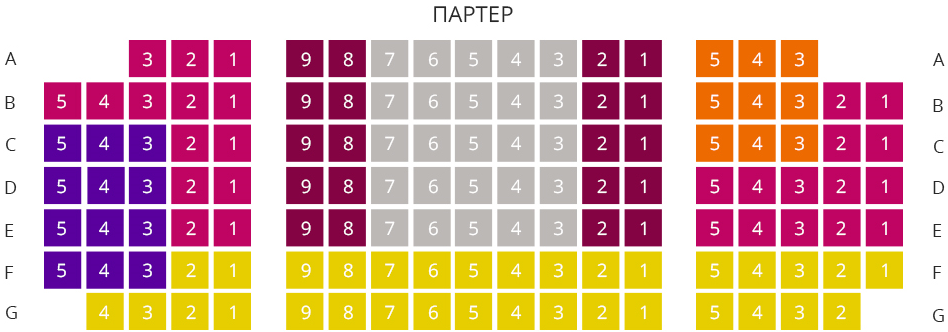 ПАРТЕР
A 3 2 1 9 8 7 6 5 4 3 2 1 5 4 3 A
B 5 4 3 2 1 9 8 7 6 5 4 3 2 1 5 4 3 2 1 B
C 5 4 3 2 1 9 8 7 6 5 4 3 2 1 5 4 3 2 1 C
D 5 4 3 2 1 9 8 7 6 5 4 3 2 1 5 4 3 2 1 D
E 5 4 3 2 1 9 8 7 6 5 4 3 2 1 5 4 3 2 1 E
F 5 4 3 2 1 9 8 7 6 5 4 3 2 1 5 4 3 2 1 F
G 4 3 2 1 9 8 7 6 5 4 3 2 1 5 4 3 2 G